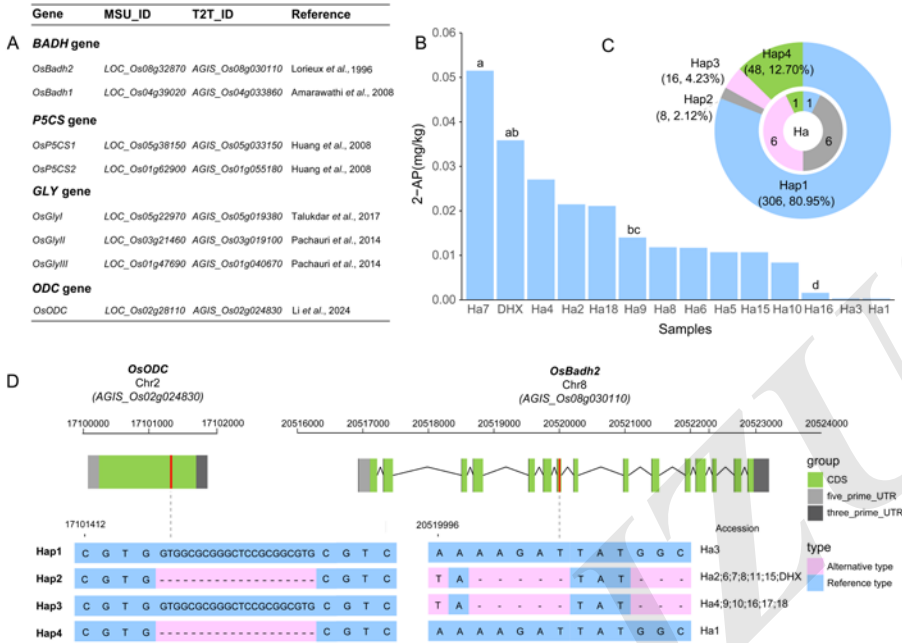 A
Gene MSU_ID T2T_ID Reference
BADH gene
OsBadh2 LOC_Os08g32870 AGIS_Os08g030110 Lorieux et al., 1996
OsBadh1 LOC_Os04g39020 AGIS_Os04g033860 Amarawathi et al., 2008
P5CS gene
OsP5CS1 LOC_Os05g38150 AGIS_Os05g033150 Huang et al., 2008
OsP5CS2 LOC_Os01g62900 AGIS_Os01g055180 Huang et al., 2008
GLY gene
OsGlyI LOC_Os05g22970 AGIS_Os05g019380 Talukdar et al., 2017
OsGlyII LOC_Os03g21460 AGIS_Os03g019100 Pachauri et al., 2014
OsGlyIII LOC_Os01g47690 AGIS_Os01g040670 Pachauri et al., 2014
ODC gene
OsODC LOC_Os02g28110 AGIS_Os02g024830 Li et al., 2024
B
2-AP(mg/kg)
0.06
0.05
0.04
0.03
0.02
0.01
0.00
a
ab
bc
d
Ha7 DHX Ha4 Ha2 Ha18 Ha9 Ha8 Ha6 Ha5 Ha15 Ha10 Ha16 Ha3 Ha1
Samples
C
Hap4
(48, 12.70%)
Hap3
(16, 4.23%)
Hap2
(8, 2.12%)
Hap1
(306, 80.95%)
1 1
Ha
6 6
D
OsODC
Chr2
(AGIS_Os02g024830)
OsBadh2
Chr8
(AGIS_Os08g030110)
17100000 17101000 17102000 20516000 20517000 20518000 20519000 20520000 20521000 20522000 20523000 20524000
group
CDS
five_prime_UTR
three_prime_UTR
type
Alternative type
Reference type
17101412 20519996 Accession
Hap1 C G T G GTGGCGCGGGCTCCGCGGCGTG C G T C A A A A G A T T A T G G C Ha3
Hap2 C G T G - - - - - - - - - - - - - - - - C G T C T A - - - - - T A T - - - Ha2;6;7;8;11;15;DHX
Hap3 C G T G GTGGCGCGGGCTCCGCGGCGTG C G T C T A - - - - - T A T - - - Ha4;9;10;16;17;18
Hap4 C G T G - - - - - - - - - - - - - - - - C G T C A A A A G A T T A T G G C Ha1
IZU